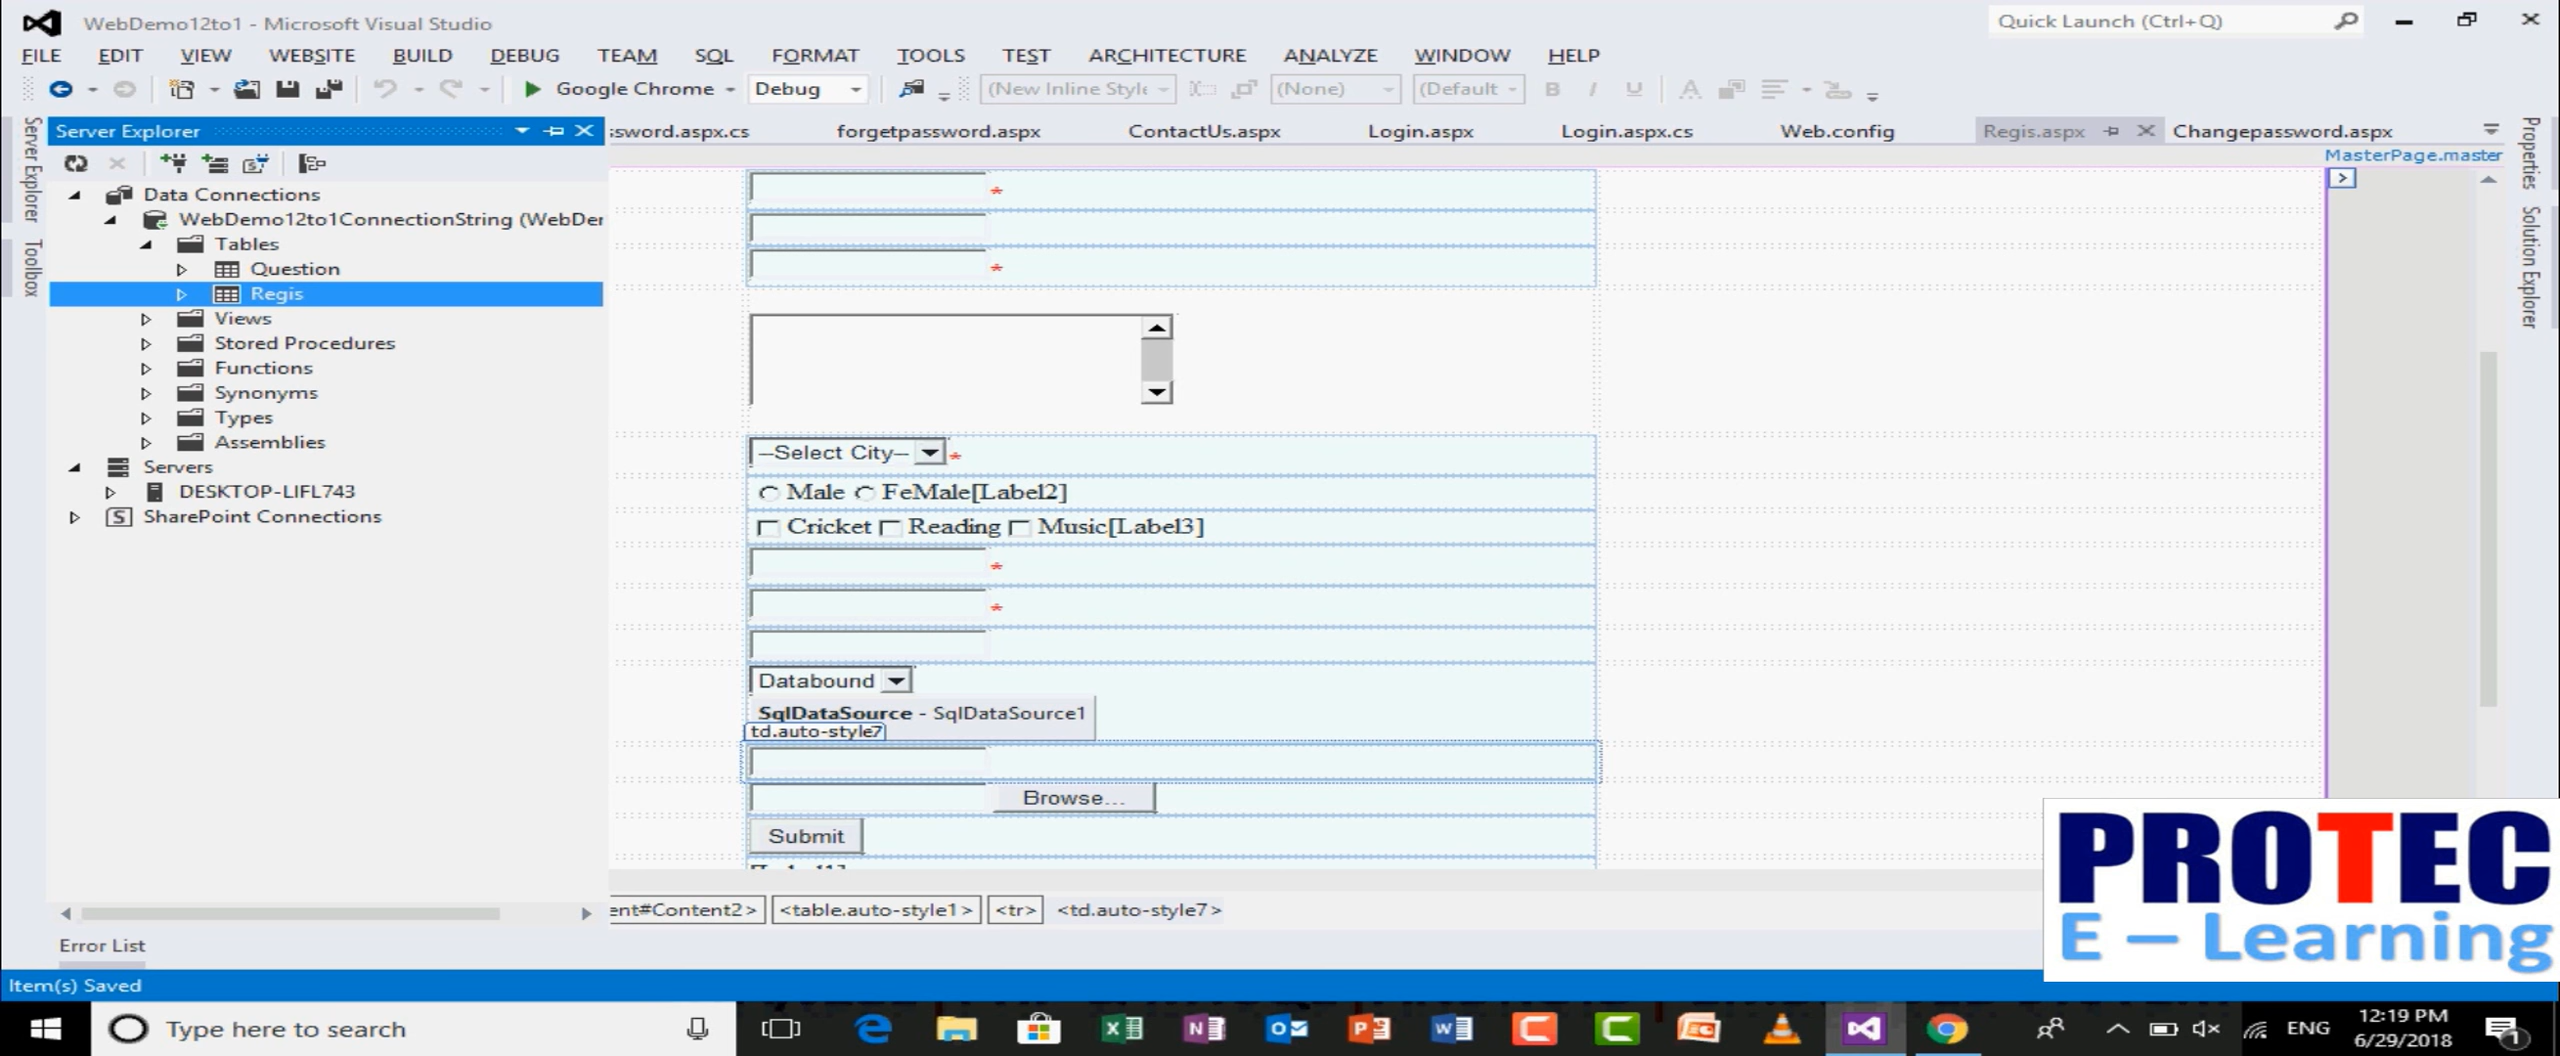 WebDemo12to1 - Microsoft Visual Studio
Quick Launch (Ctrl+Q)
FILE EDIT VIEW WEBSITE BUILD DEBUG TEAM SQL FORMAT TOOLS TEST ARCHITECTURE ANALYZE WINDOW HELP
Google Chrome Debug (New Inline Style (None) (Default B I U A
Server Explorer
Toolbox
Server Explorer
sword.aspx.cs forgetpassword.aspx ContactUs.aspx Login.aspx Login.aspx.cs Web.config Regis.aspx Changepassword.aspx
MasterPage.master
Properties
Solution Explorer
Data Connections
WebDemo12to1ConnectionString (WebDer
Tables
Question
Regis
Views
Stored Procedures
Functions
Synonyms
Types
Assemblies
Servers
DESKTOP-LIFL743
SharePoint Connections
*
*
--Select City-- *
Male FeMale[Label2]
Cricket Reading Music[Label3]
*
*
Databound
SqlDataSource - SqlDataSource1
td.auto-style7
Browse...
Submit
ent#Content2> <table.auto-style1> <tr> <td.auto-style7>
Error List
Item(s) Saved
PROTEC
E – Learning
Type here to search
ENG
12:19 PM
6/29/2018
1